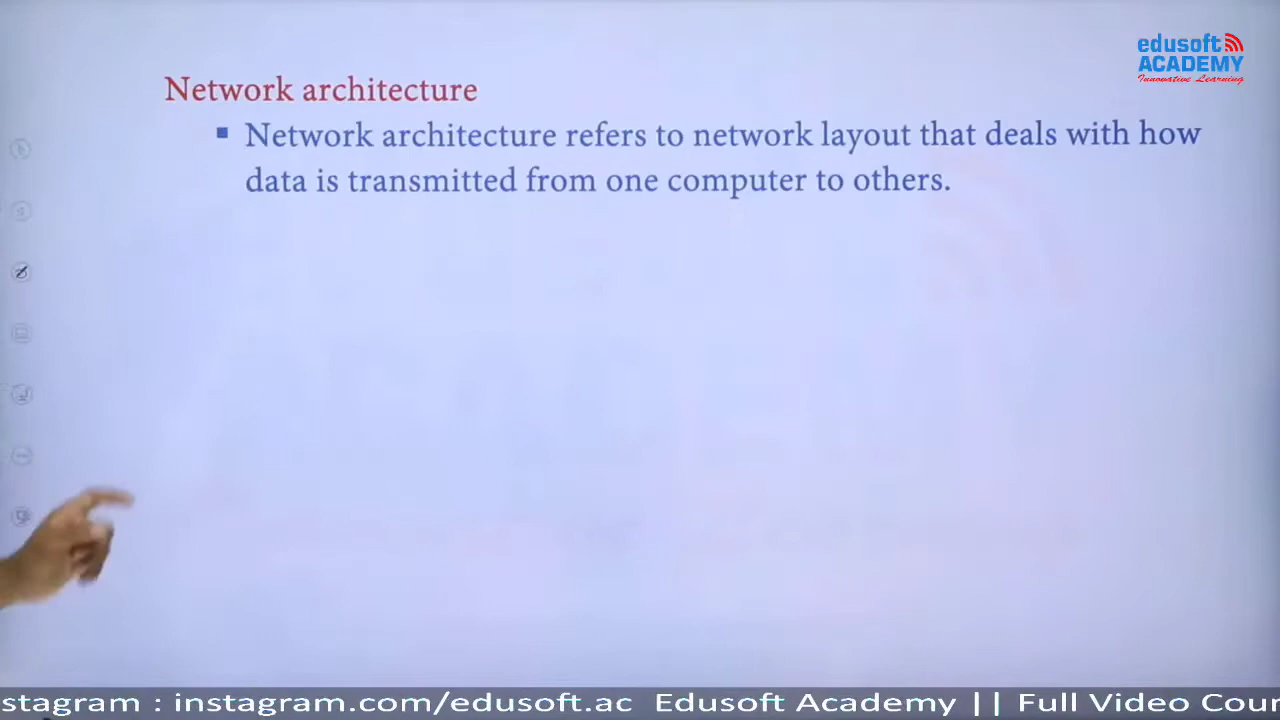 edusoft
ACADEMY
Innovative Learning
Network architecture
▪ Network architecture refers to network layout that deals with how
data is transmitted from one computer to others.
stagram : instagram.com/edusoft.ac Edusoft Academy || Full Video Cour